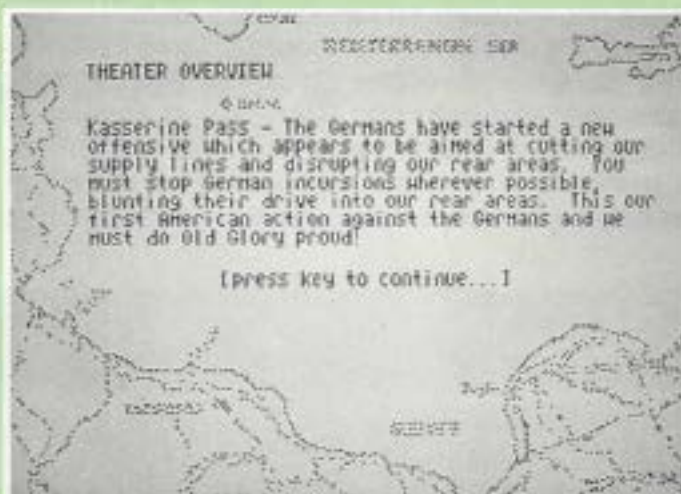 MEDITERRANEAN SEA
THEATER OVERVIEW
Kasserine Pass - The Germans have started a new
offensive which appears to be aimed at cutting our
supply lines and disrupting our rear areas. You
must stop German incursions wherever possible,
blunting their drive into our rear areas. This our
first American action against the Germans and we
must do Old Glory proud!
[press key to continue...]